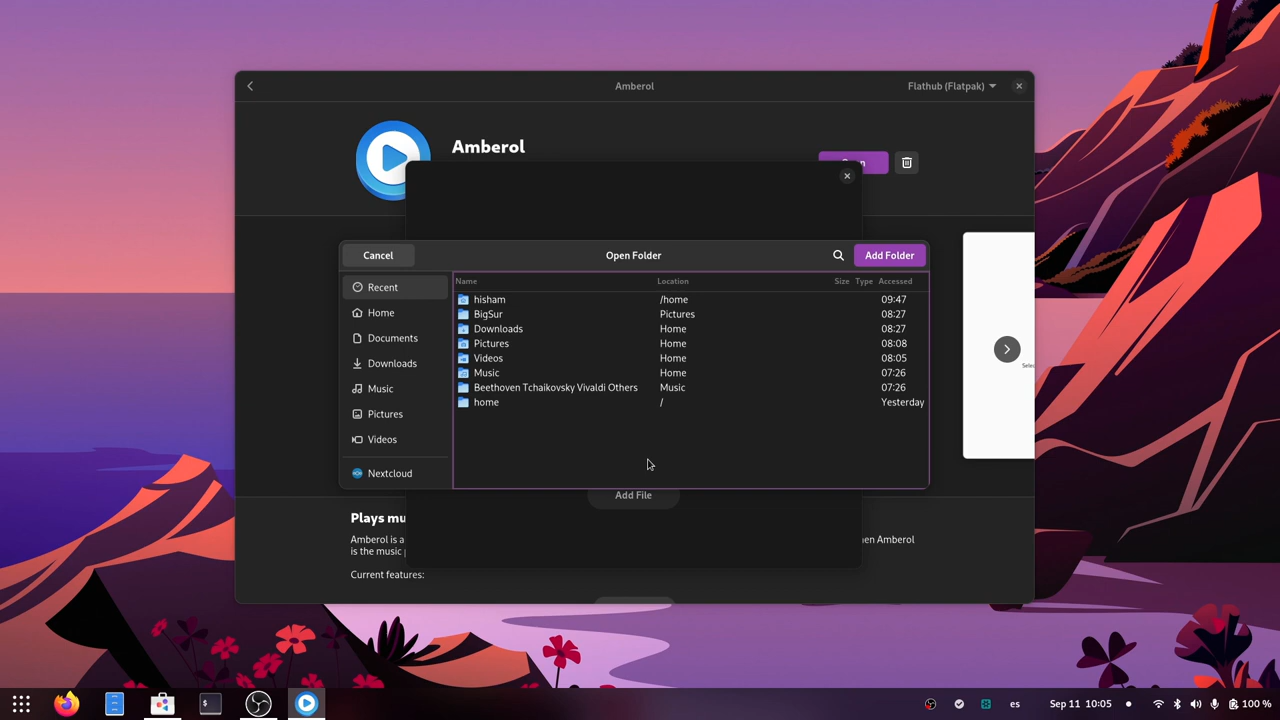 Amberol
Flathub (Flatpak)
Amberol
Cancel
Open Folder
Add Folder
Recent
Home
Documents
Downloads
Music
Pictures
Videos
Nextcloud
Name Location Size Type Accessed
hisham /home 09:47
BigSur Pictures 08:27
Downloads Home 08:27
Pictures Home 08:08
Videos Home 08:05
Music Home 07:26
Beethoven Tchaikovsky Vivaldi Others Music 07:26
home / Yesterday
Add File
Plays mu
Amberol is a
en Amberol
is the music
Current features:
es
Sep 11 10:05
100 %